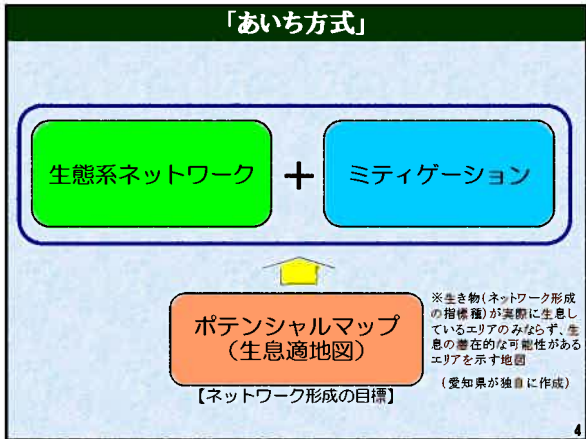 「あいち方式」
生態系ネットワーク
+
ミティゲーション
ポテンシャルマップ
(生息適地図)
【ネットワーク形成の目標】
※生き物(ネットワーク形成
の指標種)が実際に生息し
ているエリアのみならず、生
息の潜在的な可能性がある
エリアを示す地図
(愛知県が独自に作成)
4